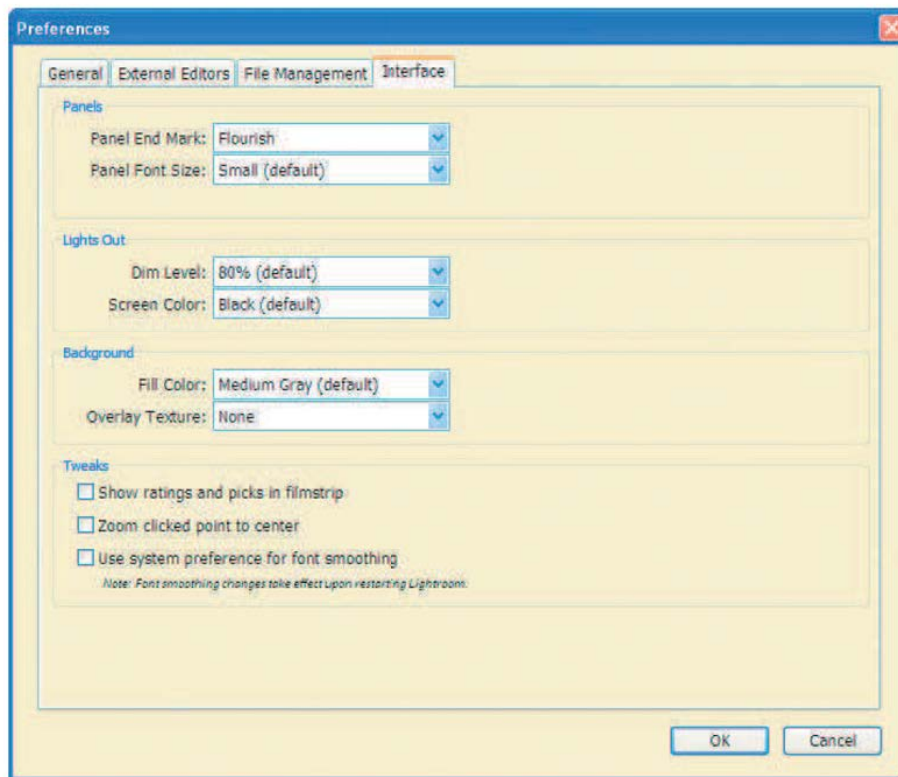 Preferences
General External Editors File Management Interface
Panels
Panel End Mark: Flourish
Panel Font Size: Small (default)
Lights Out
Dim Level: 80% (default)
Screen Color: Black (default)
Background
Fill Color: Medium Gray (default)
Overlay Texture: None
Tweaks
Show ratings and picks in filmstrip
Zoom clicked point to center
Use system preference for font smoothing
Note: Font smoothing changes take effect upon restarting Lightroom.
OK Cancel